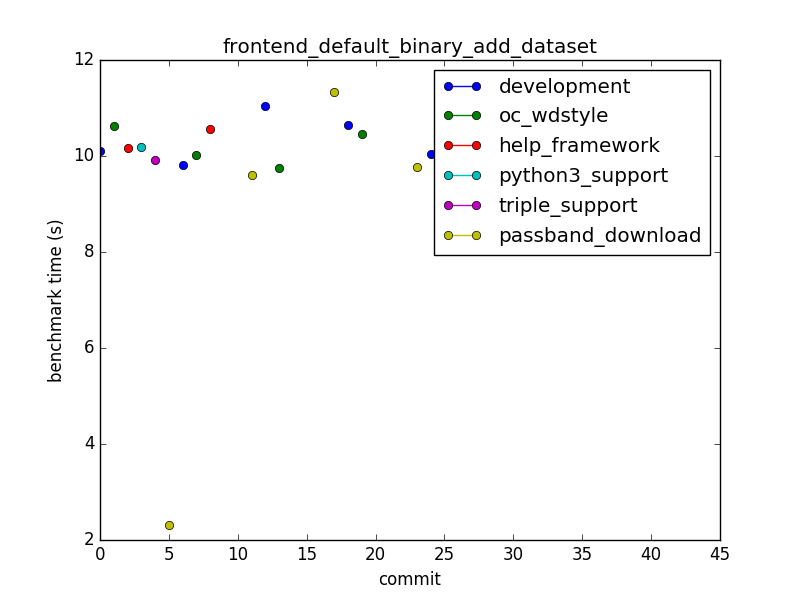 frontend_default_binary_add_dataset
development
oc_wdstyle
help_framework
python3_support
triple_support
passband_download
benchmark time (s)
12
10
8
6
4
2
0 5 10 15 20 25 30 35 40 45
commit